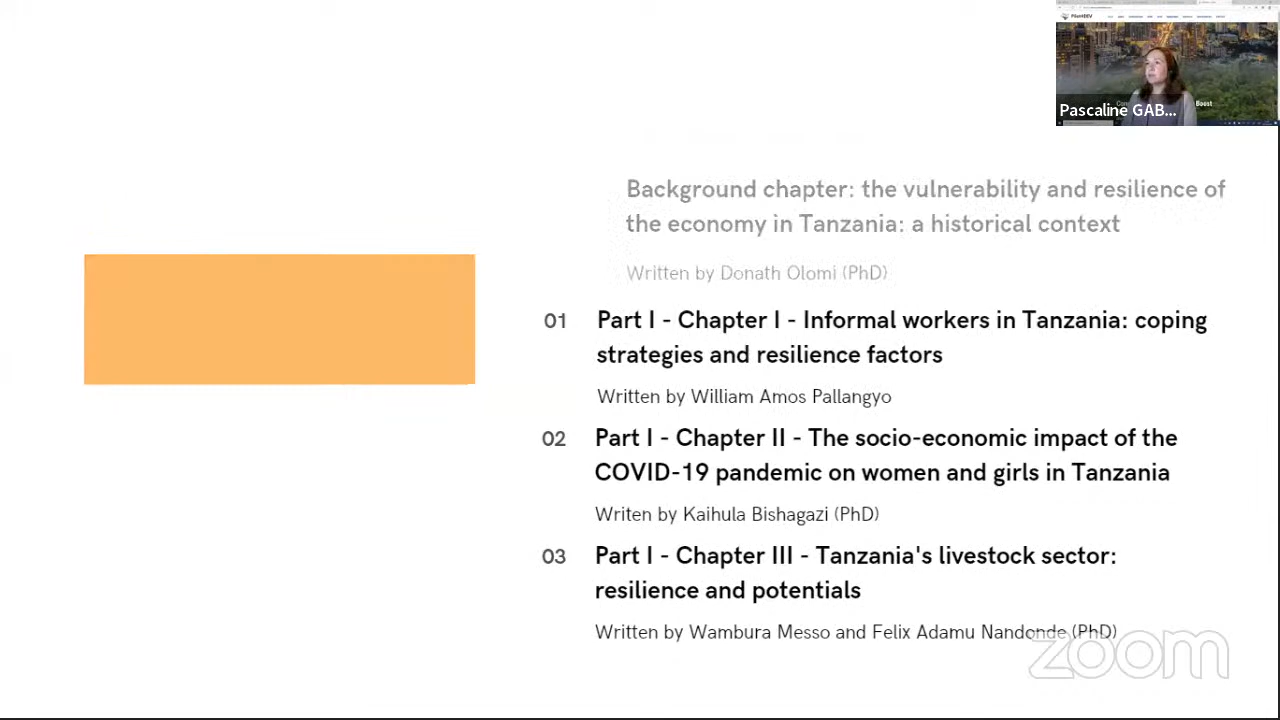 Pascaline GAB...
Background chapter: the vulnerability and resilience of
the economy in Tanzania: a historical context
Written by Donath Olomi (PhD)
01 Part I - Chapter I - Informal workers in Tanzania: coping
strategies and resilience factors
Written by William Amos Pallangyo
02 Part I - Chapter II - The socio-economic impact of the
COVID-19 pandemic on women and girls in Tanzania
Writen by Kaihula Bishagazi (PhD)
03 Part I - Chapter III - Tanzania's livestock sector:
resilience and potentials
Written by Wambura Messo and Felix Adamu Nandonde (PhD)
zoom